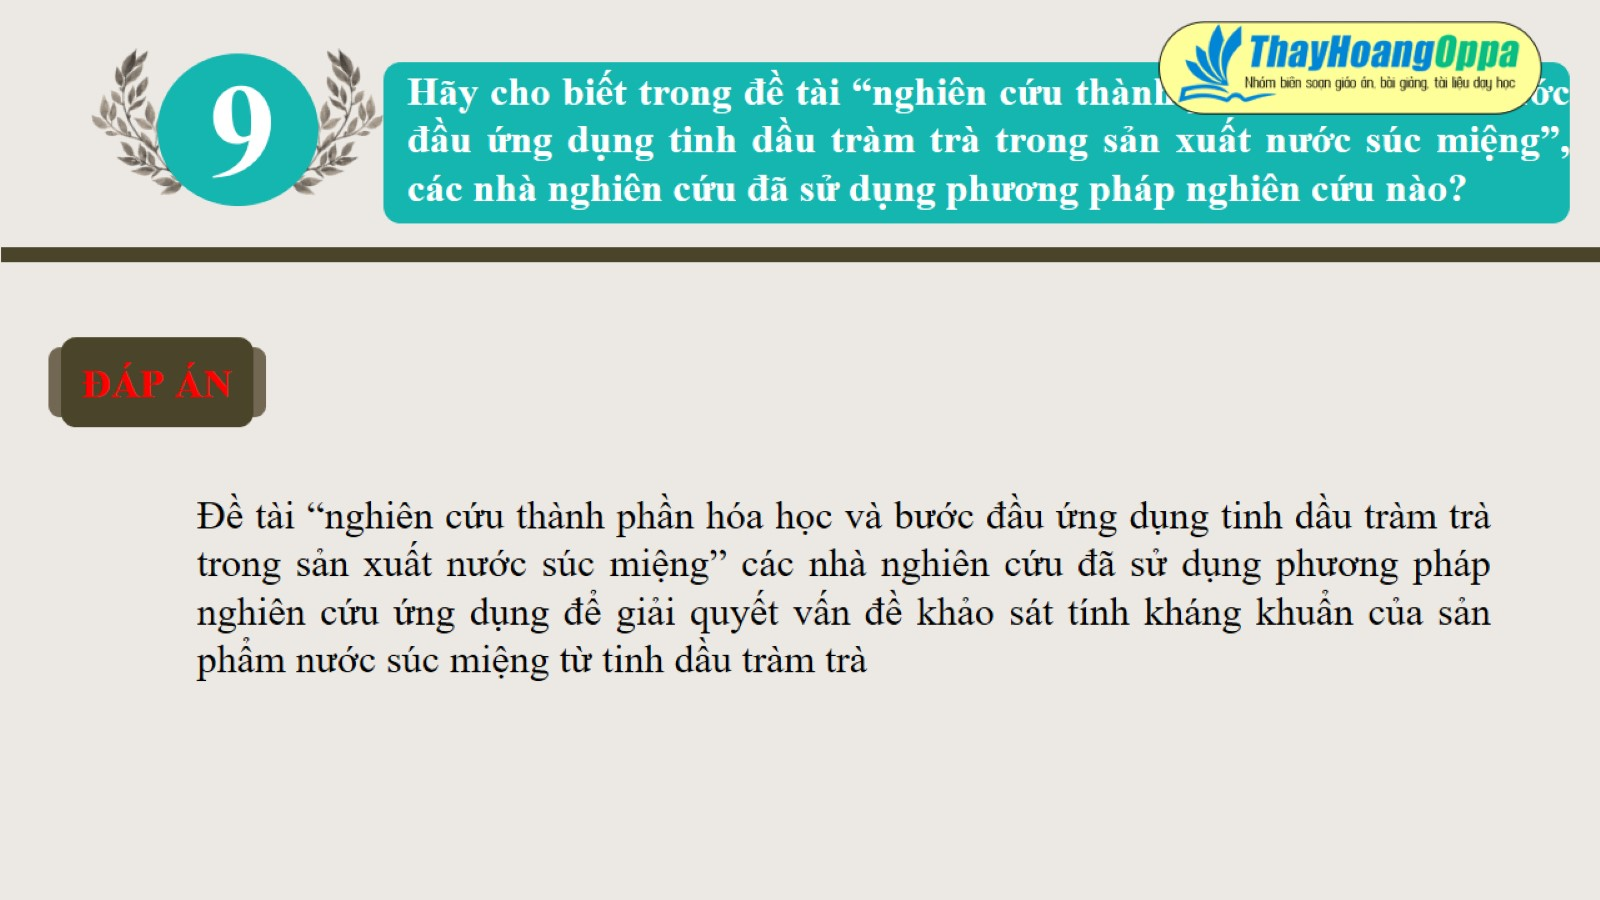 9
Hãy cho biết trong đề tài “nghiên cứu thành
đầu ứng dụng tinh dầu tràm trà trong sản xuất nước súc miệng”,
các nhà nghiên cứu đã sử dụng phương pháp nghiên cứu nào?
ThayHoangOppa
Nhóm biên soạn giáo án, bài giảng, tài liệu dạy học
ĐÁP ÁN
Đề tài “nghiên cứu thành phần hóa học và bước đầu ứng dụng tinh dầu tràm trà
trong sản xuất nước súc miệng” các nhà nghiên cứu đã sử dụng phương pháp
nghiên cứu ứng dụng để giải quyết vấn đề khảo sát tính kháng khuẩn của sản
phẩm nước súc miệng từ tinh dầu tràm trà